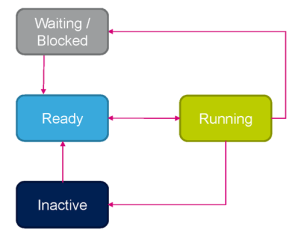 Waiting /
Blocked
Ready
Running
Inactive